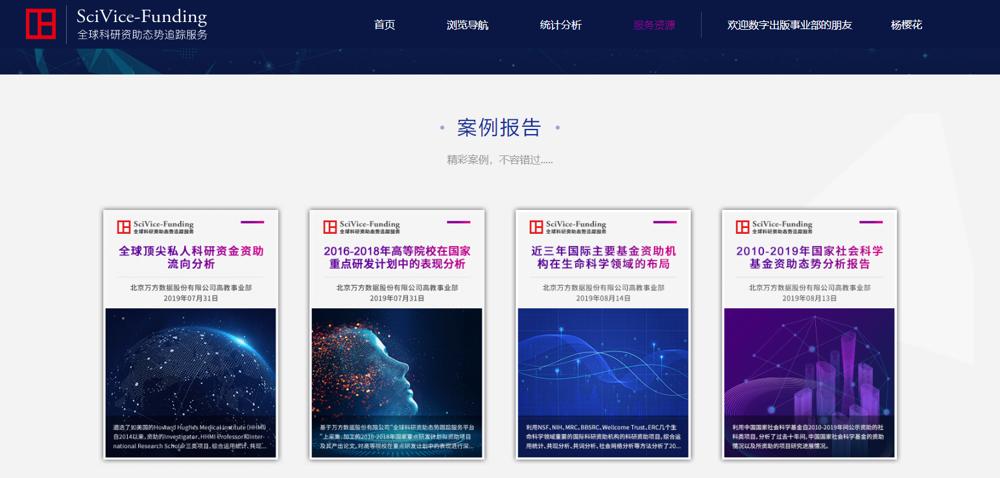 SciVice-Funding
全球科研资助态势追踪服务
首页
浏览导航
统计分析
服务资源
欢迎数字出版事业部的朋友
杨樱花
案例报告
精彩案例，不容错过.....
SciVice-Funding
全球科研资助态势追踪服务
全球顶尖私人科研资金资助
流向分析
北京万方数据股份有限公司高教事业部
2019年07月31日
遴选了如美国的Howard Hughes Medical Institute (HHMI)
自2014以来，资助的Investigator、HHMI Professor和Inter-
national Research Scholar三类项目，综合运用统计、共现...
SciVice-Funding
全球科研资助态势追踪服务
2016-2018年高等院校在国家
重点研发计划中的表现分析
北京万方数据股份有限公司高教事业部
2019年07月31日
基于万方数据股份有限公司“全球科研资助态势跟踪服务平台
”上采集、加工的2016-2018年国家重点研发计划拟资助项目
及其产出论文，对高等院校在重点研发计划中的表现进行深...
SciVice-Funding
全球科研资助态势追踪服务
近三年国际主要基金资助机
构在生命科学领域的布局
北京万方数据股份有限公司高教事业部
2019年08月14日
利用NSF、NIH、MRC、BBSRC、Wellcome Trust、ERC几个生
命科学领域重要的国际科研资助机构的科研资助项目，综合运
用统计、共现分析、共词分析、社会网络分析等方法分析了20...
SciVice-Funding
全球科研资助态势追踪服务
2010-2019年国家社会科学
基金资助态势分析报告
北京万方数据股份有限公司高教事业部
2019年08月13日
利用中国国家社会科学基金自2010-2019年间公示资助的社
科类项目，分析了过去十年间，中国国家社会科学基金的资助
情况以及所资助的项目研究进展情况。